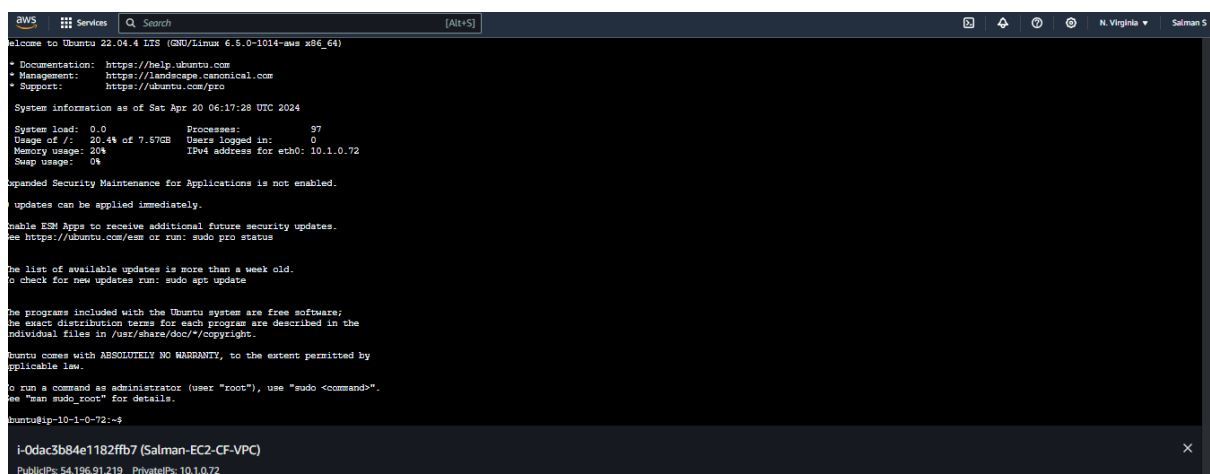 aws Services Search [Alt+S] N. Virginia Salman S
elcome to Ubuntu 22.04.4 LTS (GNU/Linux 6.5.0-1014-aws x86_64)
* Documentation: https://help.ubuntu.com
* Management: https://landscape.canonical.com
* Support: https://ubuntu.com/pro
System information as of Sat Apr 20 06:17:28 UTC 2024
System load: 0.0 Processes: 97
Usage of /: 20.4% of 7.57GB Users logged in: 0
Memory usage: 20% IPv4 address for eth0: 10.1.0.72
Swap usage: 0%
xpanded Security Maintenance for Applications is not enabled.
updates can be applied immediately.
nable ESM Apps to receive additional future security updates.
ee https://ubuntu.com/esm or run: sudo pro status
he list of available updates is more than a week old.
o check for new updates run: sudo apt update
he programs included with the Ubuntu system are free software;
he exact distribution terms for each program are described in the
ndividual files in /usr/share/doc/*/copyright.
buntu comes with ABSOLUTELY NO WARRANTY, to the extent permitted by
pplicable law.
o run a command as administrator (user "root"), use "sudo <command>".
ee "man sudo_root" for details.
buntu@ip-10-1-0-72:~$
i-0dac3b84e1182ffb7 (Salman-EC2-CF-VPC)
PublicIPs: 54.196.91.219 PrivateIPs: 10.1.0.72